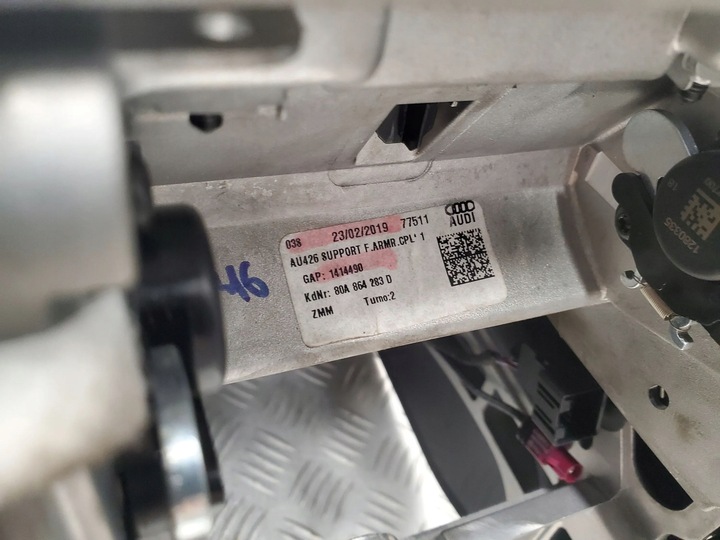 038 23/02/2019 77511
AUDI
AU426 SUPPORT F.ARMR.CPL* 1
GAP: 1414490
KdNr: 80A 864 283 D
ZMM Turno:2
46
1290335